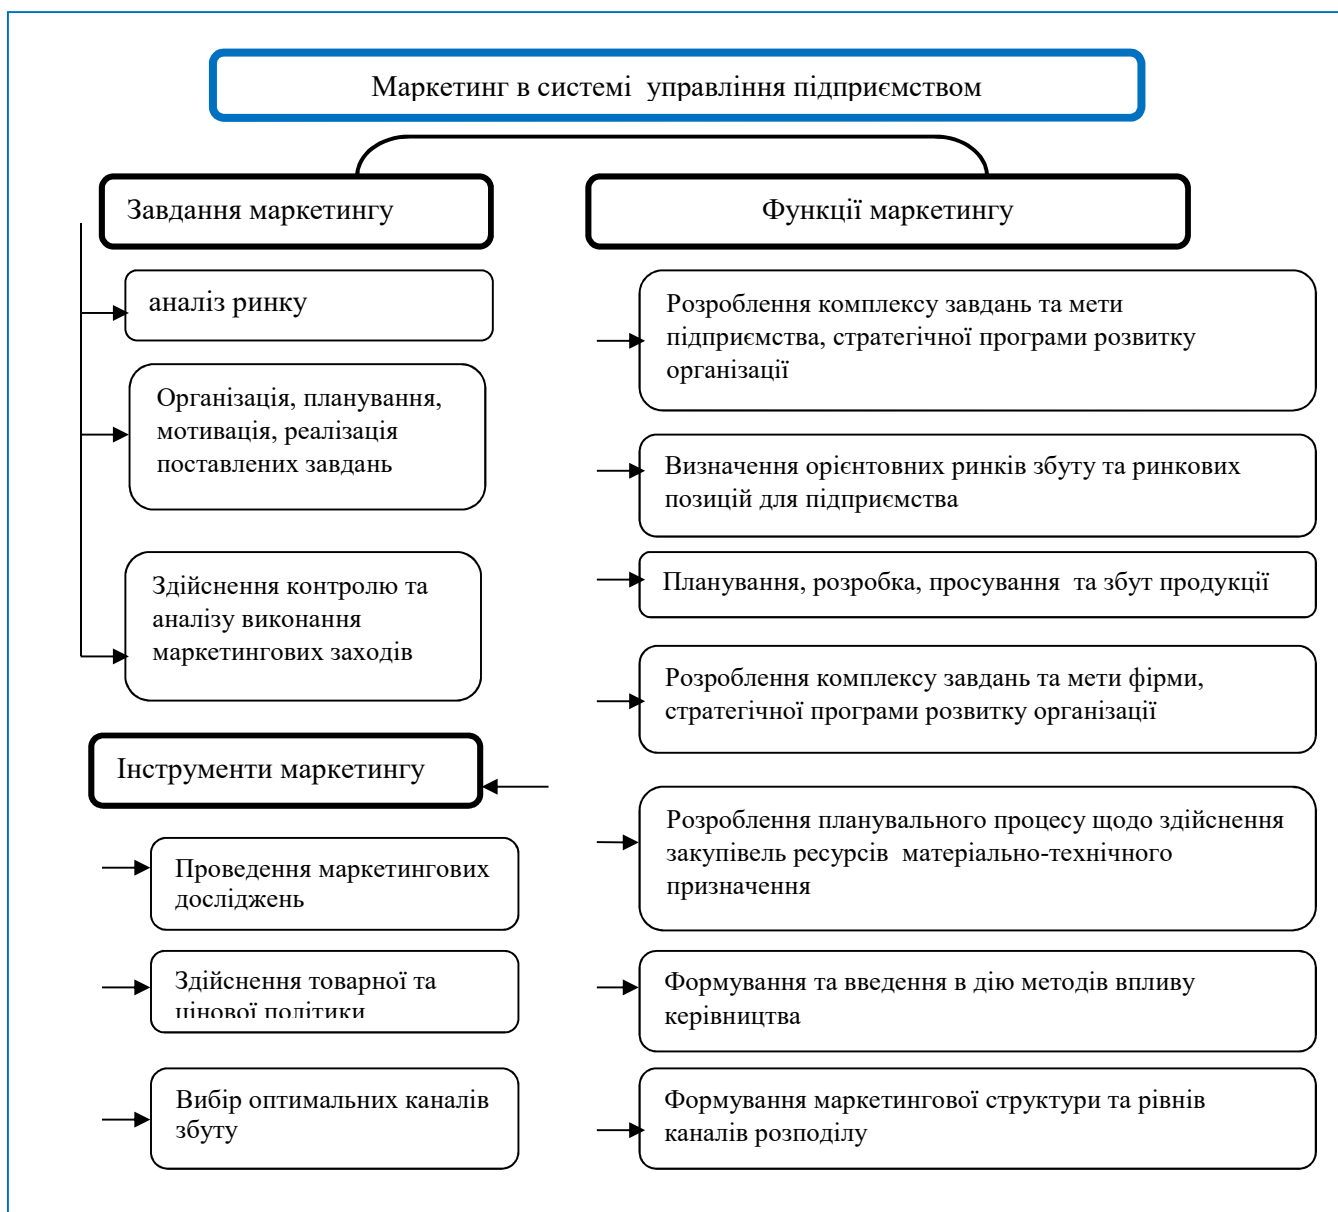 Маркетинг в системі  управління підприємством
Завдання маркетингу
аналіз ринку
Організація, планування,
мотивація, реалізація
поставлених завдань
Здійснення контролю та
аналізу виконання
маркетингових заходів
Інструменти маркетингу
Проведення маркетингових
досліджень
Здійснення товарної та
цінової політики
Вибір оптимальних каналів
збуту
Функції маркетингу
Розроблення комплексу завдань та мети
підприємства, стратегічної програми розвитку
організації
Визначення орієнтовних ринків збуту та ринкових
позицій для підприємства
Планування, розробка, просування  та збут продукції
Розроблення комплексу завдань та мети фірми,
стратегічної програми розвитку організації
Розроблення планувального процесу щодо здійснення
закупівель ресурсів  матеріально-технічного
призначення
Формування та введення в дію методів впливу
керівництва
Формування маркетингової структури та рівнів
каналів розподілу